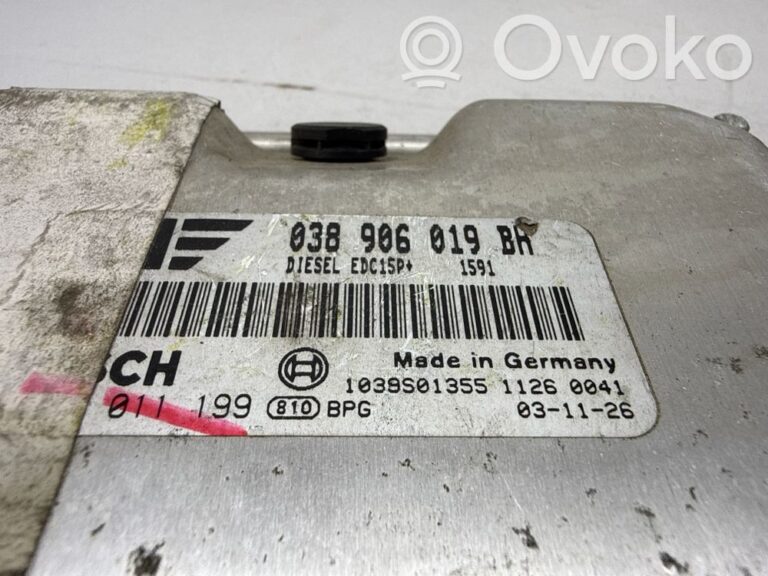 Ovoko
038 906 019 BH
DIESEL EDC15P+ 1591
SCH
Made in Germany
1039S01355 1126 0041
011 199 810 BPG 03-11-26